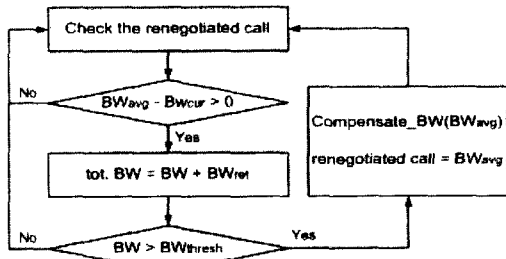 Check the renegotiated call
No
BWavg - Bwcur > 0
Yes
Compensate_BW(BWavg)
renegotiated call = BWavg
tot. BW = BW + BWret
No
BW > BWthresh
Yes